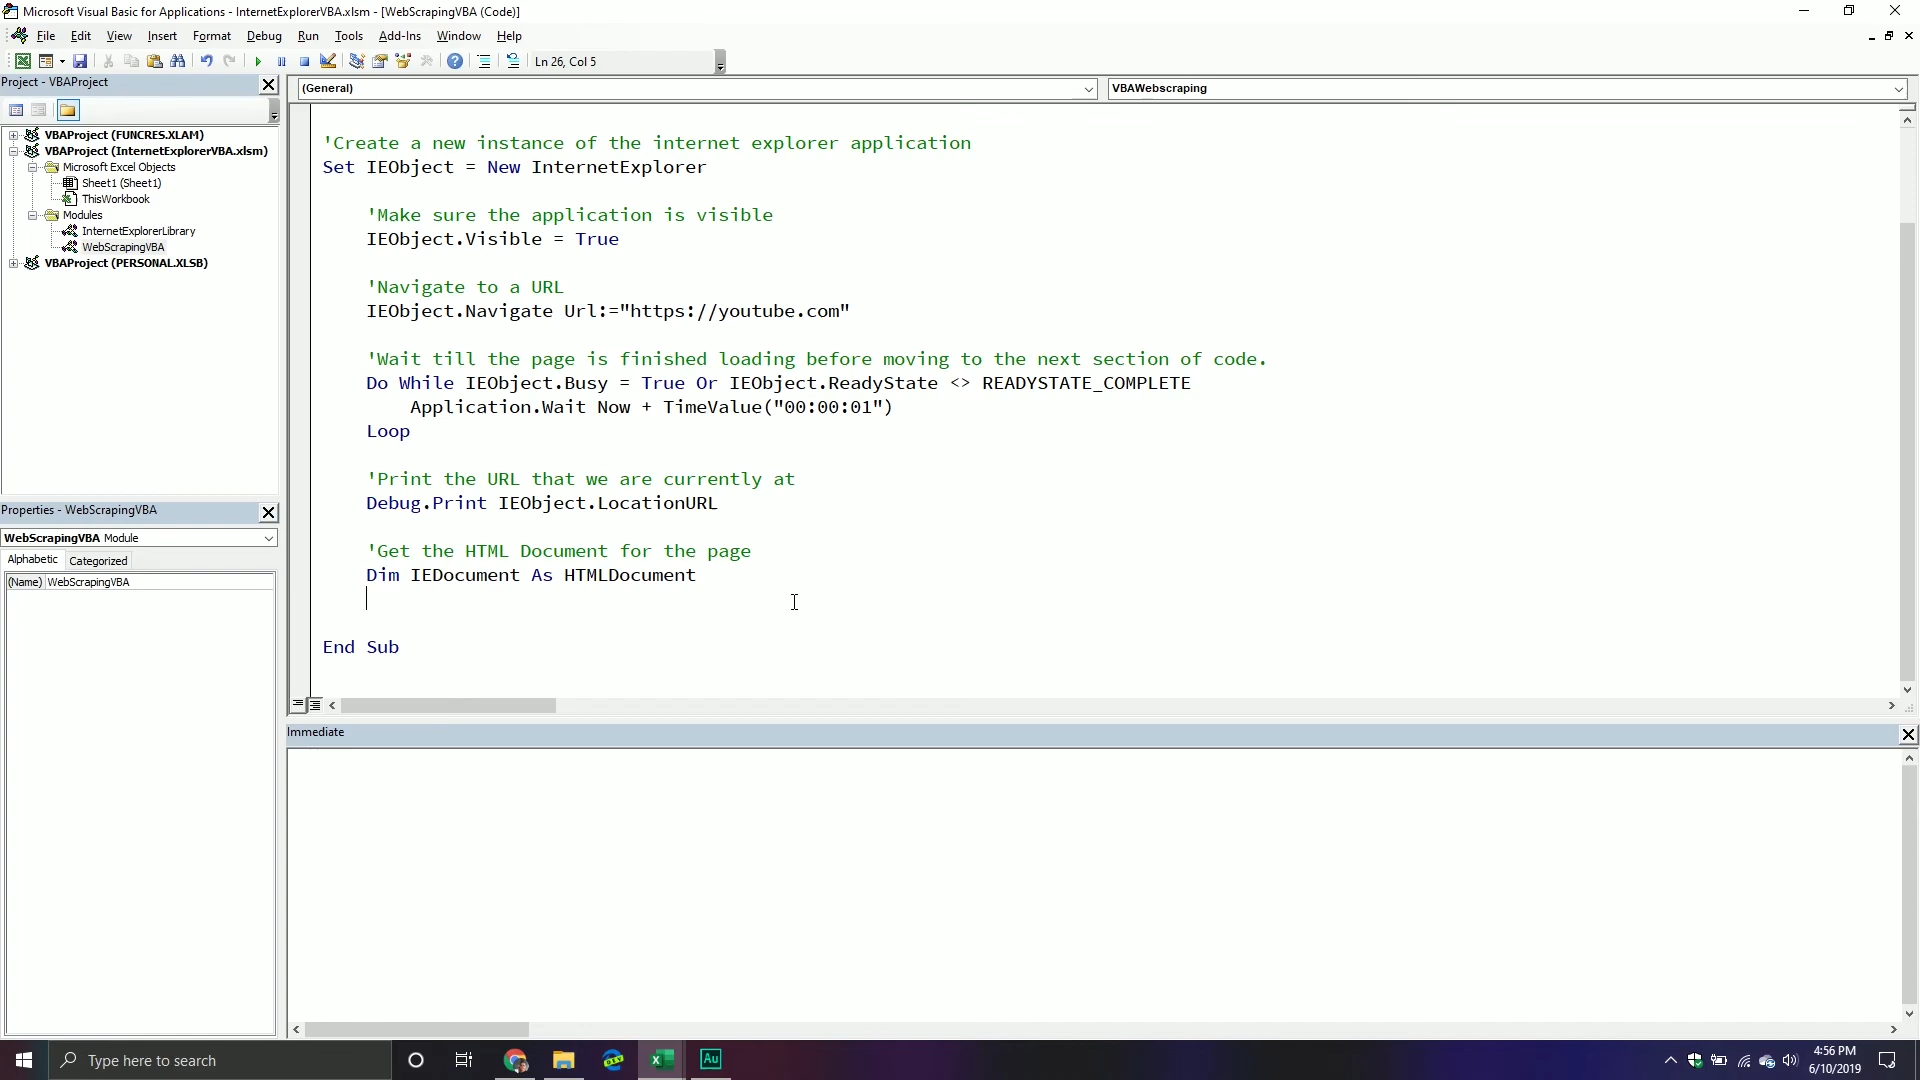 Microsoft Visual Basic for Applications - InternetExplorerVBA.xlsm - [WebScrapingVBA (Code)]
File Edit View Insert Format Debug Run Tools Add-Ins Window Help
Ln 26, Col 5
Project - VBAProject
(General)
VBAWebscraping
VBAProject (FUNCRES.XLAM)
VBAProject (InternetExplorerVBA.xlsm)
Microsoft Excel Objects
Sheet1 (Sheet1)
ThisWorkbook
Modules
InternetExplorerLibrary
WebScrapingVBA
VBAProject (PERSONAL.XLSB)
Properties - WebScrapingVBA
WebScrapingVBA Module
Alphabetic Categorized
(Name) WebScrapingVBA
'Create a new instance of the internet explorer application
Set IEObject = New InternetExplorer
'Make sure the application is visible
IEObject.Visible = True
'Navigate to a URL
IEObject.Navigate Url:="https://youtube.com"
'Wait till the page is finished loading before moving to the next section of code.
Do While IEObject.Busy = True Or IEObject.ReadyState <> READYSTATE_COMPLETE
Application.Wait Now + TimeValue("00:00:01")
Loop
'Print the URL that we are currently at
Debug.Print IEObject.LocationURL
'Get the HTML Document for the page
Dim IEDocument As HTMLDocument
End Sub
Immediate
Type here to search
Au
4:56 PM
6/10/2019